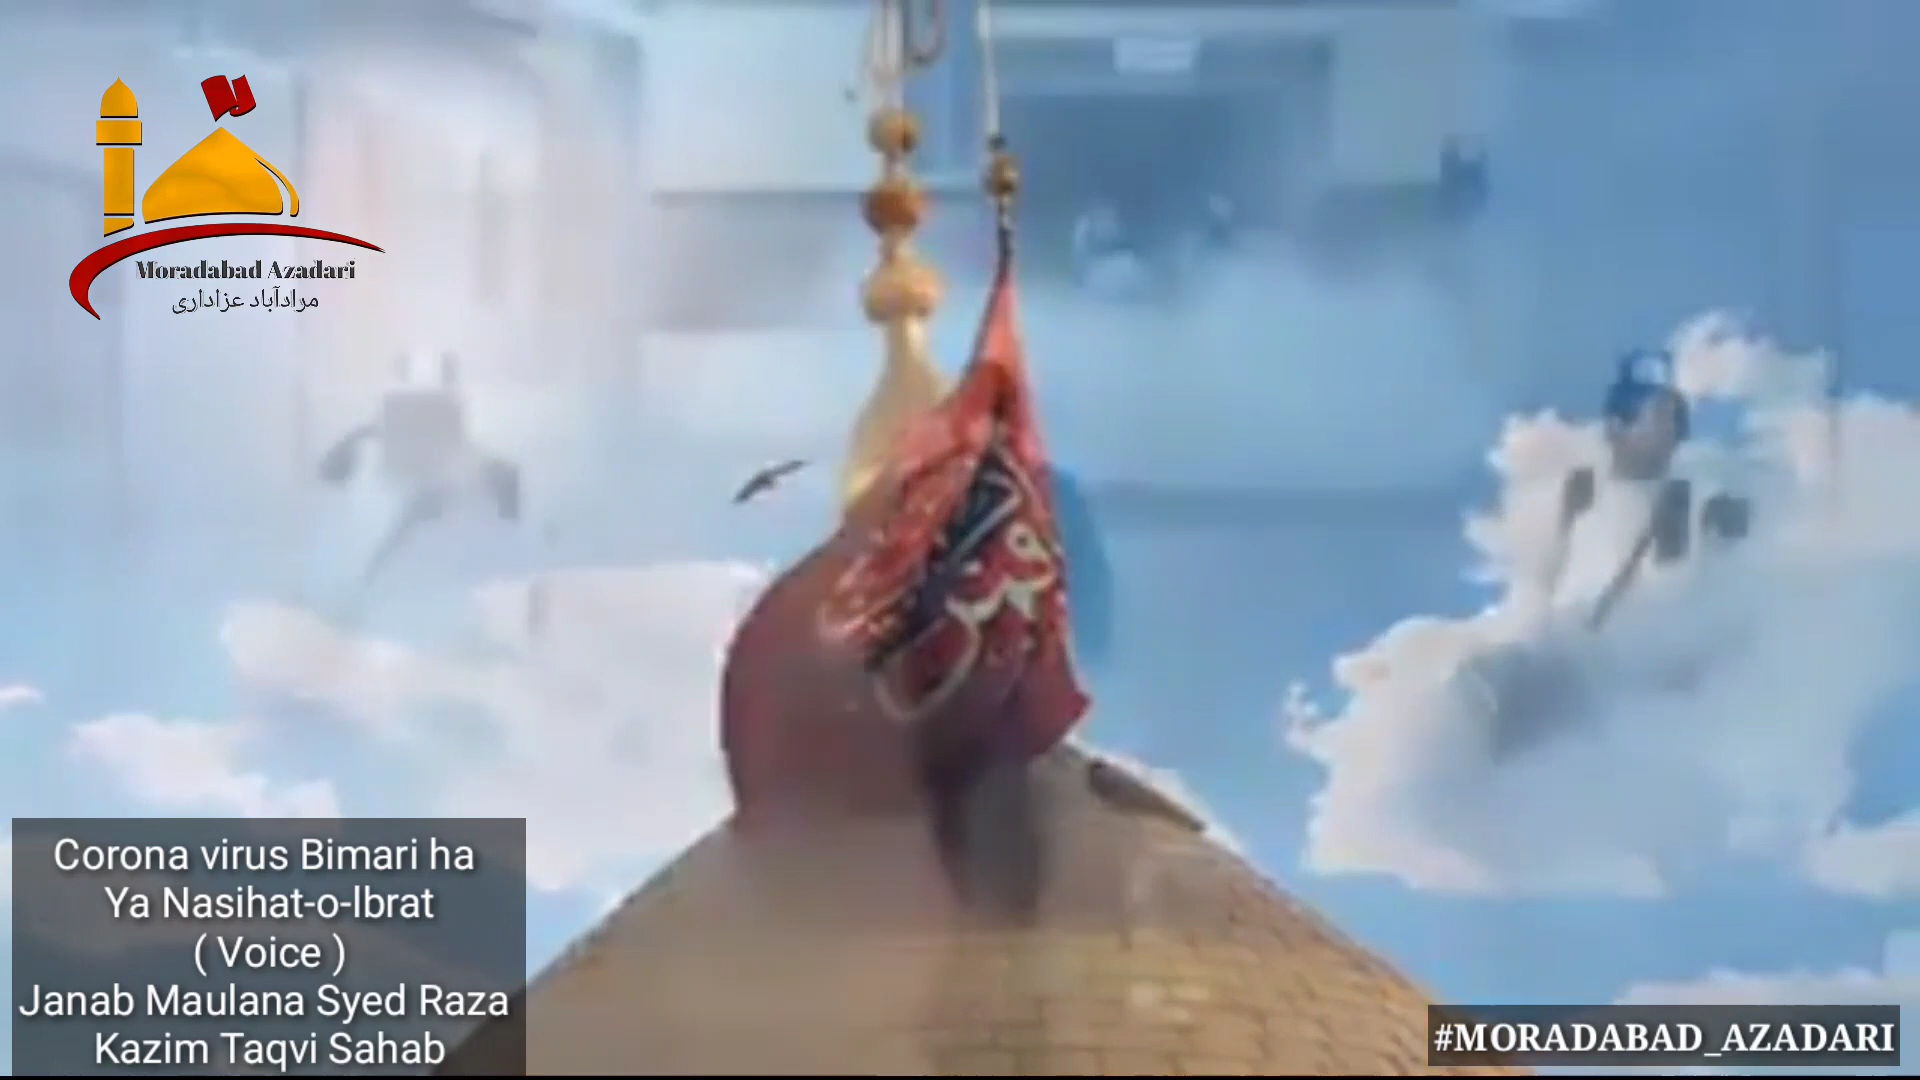 Moradabad Azadari
مرادآباد عزاداری
Corona virus Bimari ha
Ya Nasihat-o-Ibrat
( Voice )
Janab Maulana Syed Raza
Kazim Taqvi Sahab
#MORADABAD_AZADARI